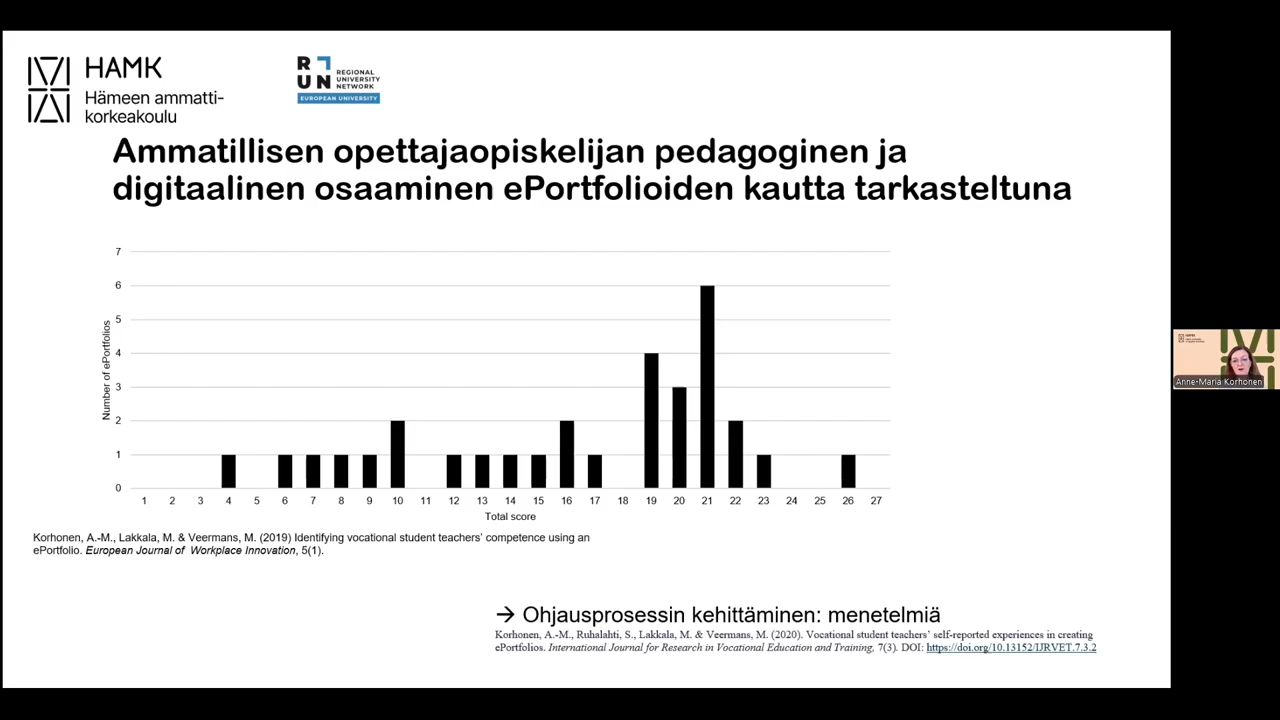 HAMK
Hämeen ammatti-
korkeakoulu
R
UN
REGIONAL
UNIVERSITY
NETWORK
EUROPEAN UNIVERSITY
Ammatillisen opettajaopiskelijan pedagoginen ja
digitaalinen osaaminen ePortfolioiden kautta tarkasteltuna
7
6
5
4
3
2
1
0
Number of ePortfolios
1 2 3 4 5 6 7 8 9 10 11 12 13 14 15 16 17 18 19 20 21 22 23 24 25 26 27
Total score
Korhonen, A.-M., Lakkala, M. & Veermans, M. (2019) Identifying vocational student teachers’ competence using an
ePortfolio. European Journal of Workplace Innovation, 5(1).
→ Ohjausprosessin kehittäminen: menetelmiä
Korhonen, A.-M., Ruhalahti, S., Lakkala, M. & Veermans, M. (2020). Vocational student teachers’ self-reported experiences in creating
ePortfolios. International Journal for Research in Vocational Education and Training, 7(3). DOI: https://doi.org/10.13152/IJRVET.7.3.2
Anne-Maria Korhonen